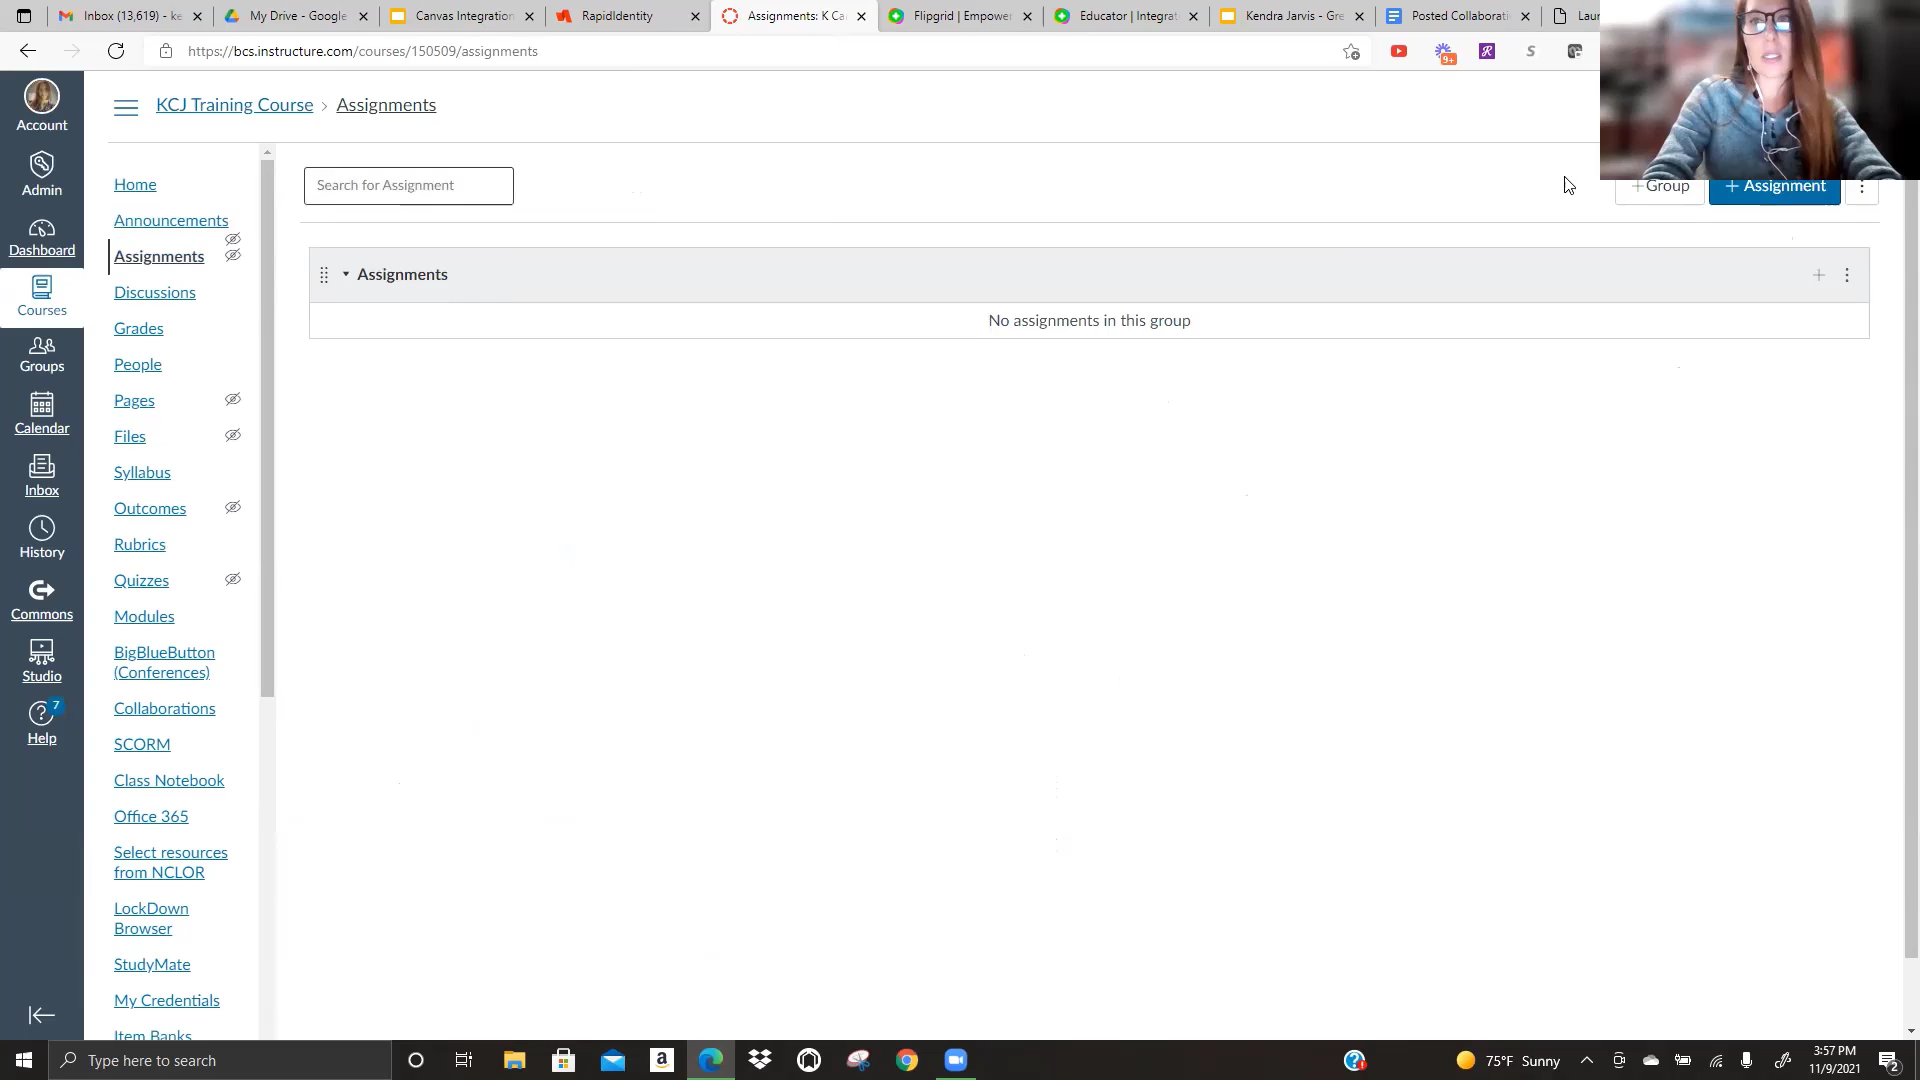 Inbox (13,619) - ke
My Drive - Google
Canvas Integration
RapidIdentity
Assignments: K Ca
Flipgrid | Empower
Educator | Integrat
Kendra Jarvis - Gre
Posted Collaborati
Lau
https://bcs.instructure.com/courses/150509/assignments
9+
Account
Admin
Dashboard
Courses
Groups
Calendar
Inbox
History
Commons
Studio
7
Help
KCJ Training Course > Assignments
Home
Announcements
Assignments
Discussions
Grades
People
Pages
Files
Syllabus
Outcomes
Rubrics
Quizzes
Modules
BigBlueButton
(Conferences)
Collaborations
SCORM
Class Notebook
Office 365
Select resources
from NCLOR
LockDown
Browser
StudyMate
My Credentials
Item Banks
Search for Assignment
+Group
+ Assignment
Assignments
No assignments in this group
Type here to search
75°F Sunny
3:57 PM
11/9/2021
2